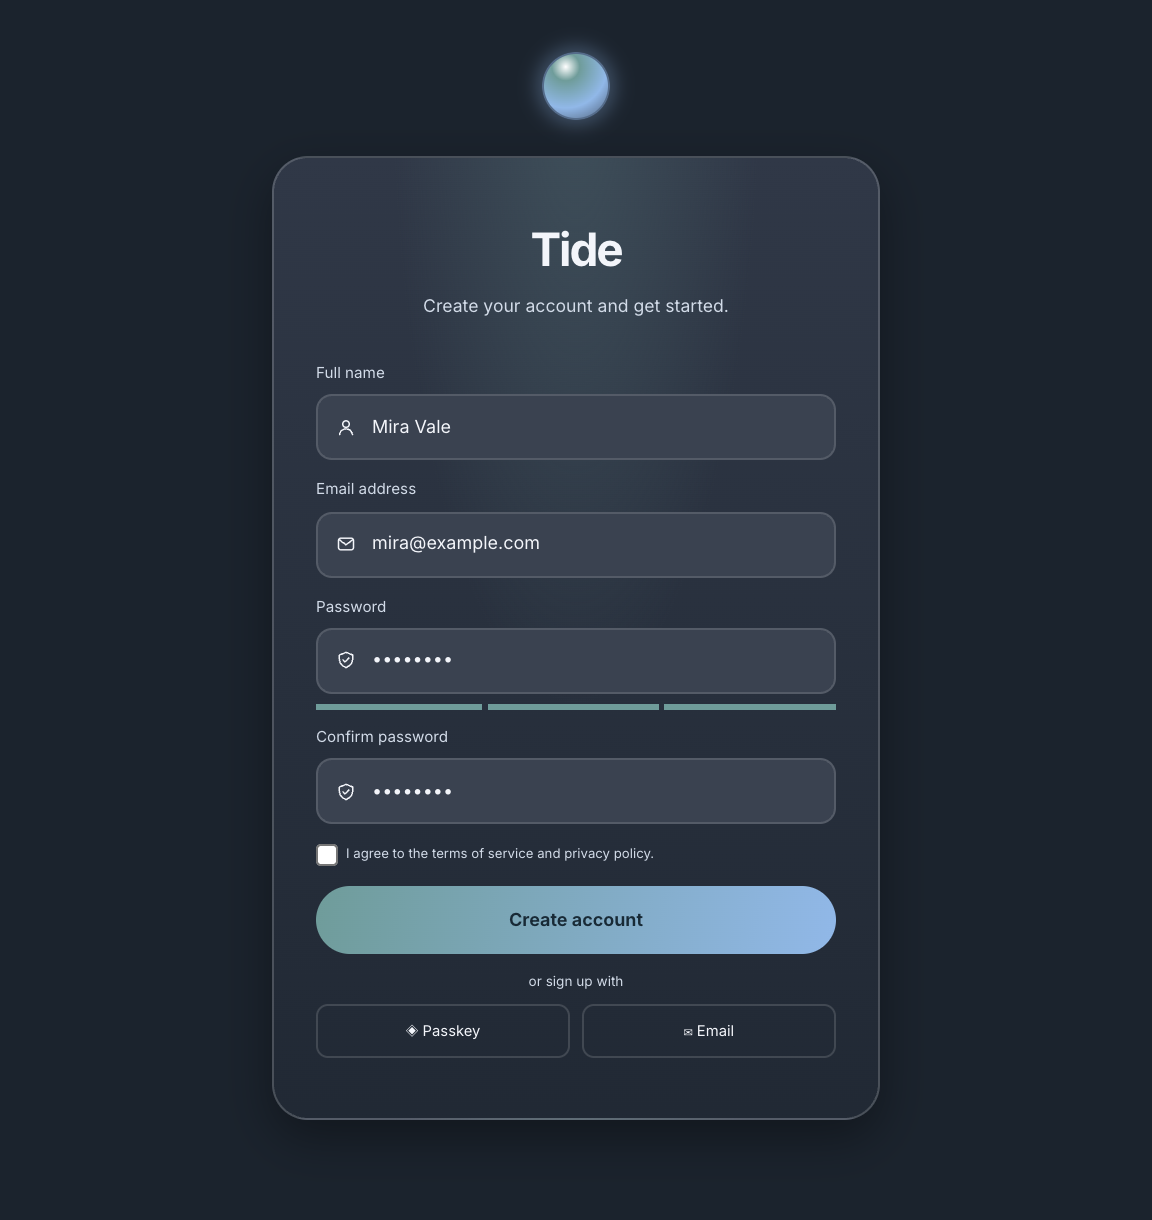 Tide
Create your account and get started.
Full name
Mira Vale
Email address
mira@example.com
Password
••••••••
Confirm password
••••••••
I agree to the terms of service and privacy policy.
Create account
or sign up with
◈ Passkey
✉ Email